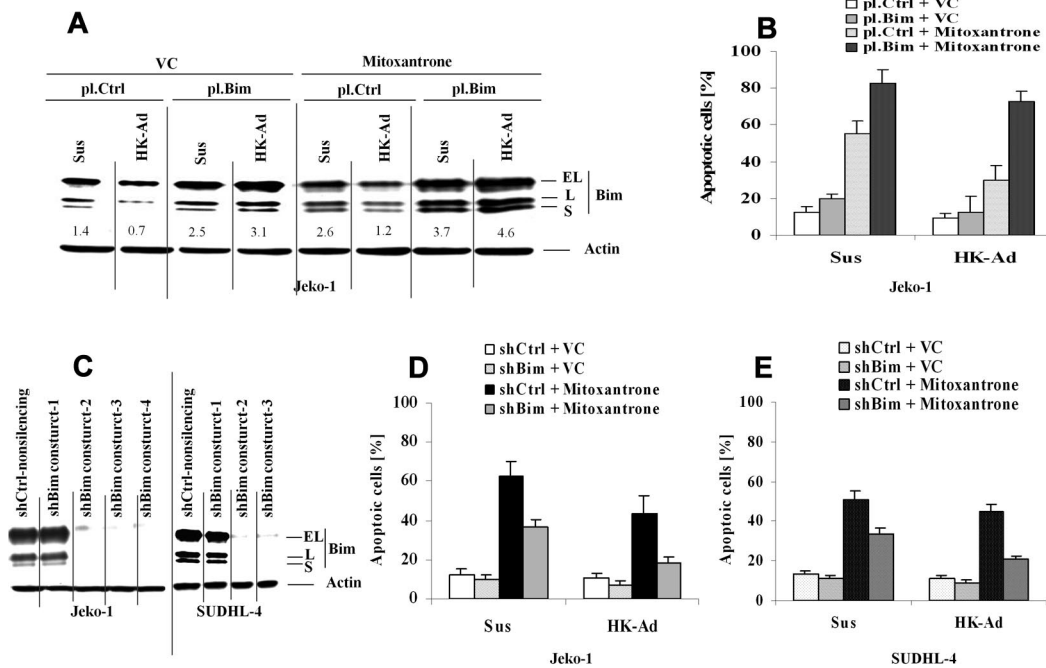 A
VC
Mitoxantrone
pl.Ctrl
pl.Bim
pl.Ctrl
pl.Bim
Sus
HK-Ad
Sus
HK-Ad
Sus
HK-Ad
Sus
HK-Ad
EL
L
S
Bim
1.4
0.7
2.5
3.1
2.6
1.2
3.7
4.6
Actin
Jeko-1
B
pl.Ctrl + VC
pl.Bim + VC
pl.Ctrl + Mitoxantrone
pl.Bim + Mitoxantrone
Apoptotic cells [%]
100
80
60
40
20
0
Sus
HK-Ad
Jeko-1
C
shCtrl-nonsilencing
shBim consturct-1
shBim consturct-2
shBim consturct-3
shBim consturct-4
shCtrl-nonsilencing
shBim consturct-1
shBim consturct-2
shBim consturct-3
EL
L
S
Bim
Actin
Jeko-1
SUDHL-4
D
shCtrl + VC
shBim + VC
shCtrl + Mitoxantrone
shBim + Mitoxantrone
Apoptoic cells [%]
100
80
60
40
20
0
Sus
HK-Ad
Jeko-1
E
shCtrl + VC
shBim + VC
shCtrl + Mitoxantrone
shBim + Mitoxantrone
Apoptoic cells [%]
100
80
60
40
20
0
Sus
HK-Ad
SUDHL-4